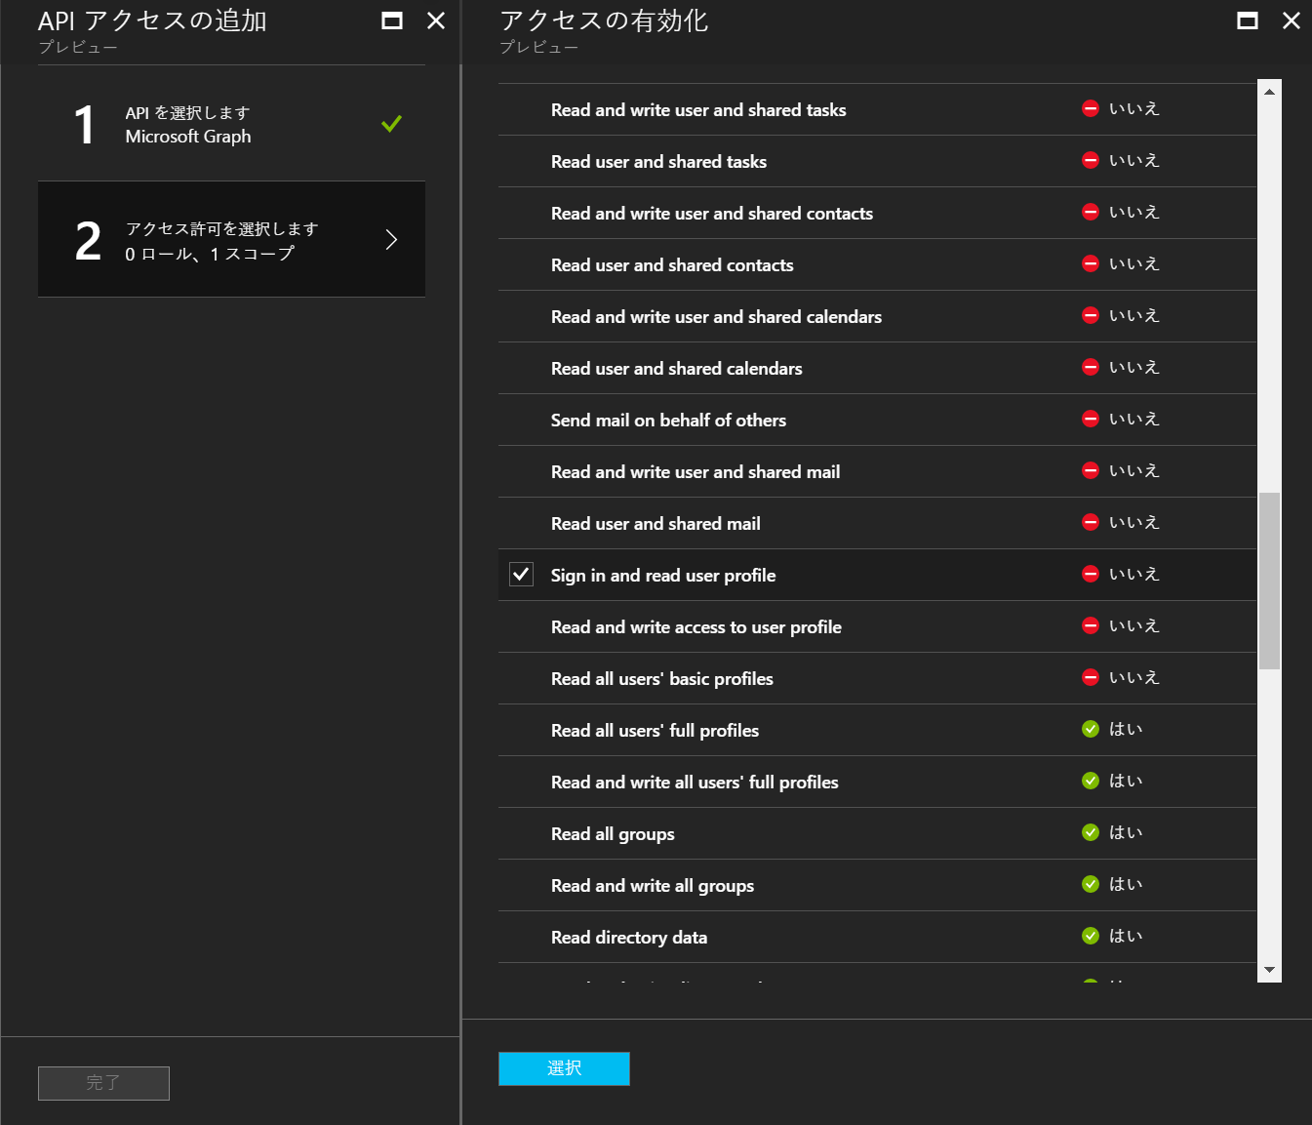 API アクセスの追加
プレビュー
1
API を選択します
Microsoft Graph
2
アクセス許可を選択します
0 ロール、1 スコープ
完了
アクセスの有効化
プレビュー
Read and write user and shared tasks いいえ
Read user and shared tasks いいえ
Read and write user and shared contacts いいえ
Read user and shared contacts いいえ
Read and write user and shared calendars いいえ
Read user and shared calendars いいえ
Send mail on behalf of others いいえ
Read and write user and shared mail いいえ
Read user and shared mail いいえ
Sign in and read user profile いいえ
Read and write access to user profile いいえ
Read all users' basic profiles いいえ
Read all users' full profiles はい
Read and write all users' full profiles はい
Read all groups はい
Read and write all groups はい
Read directory data はい
選択